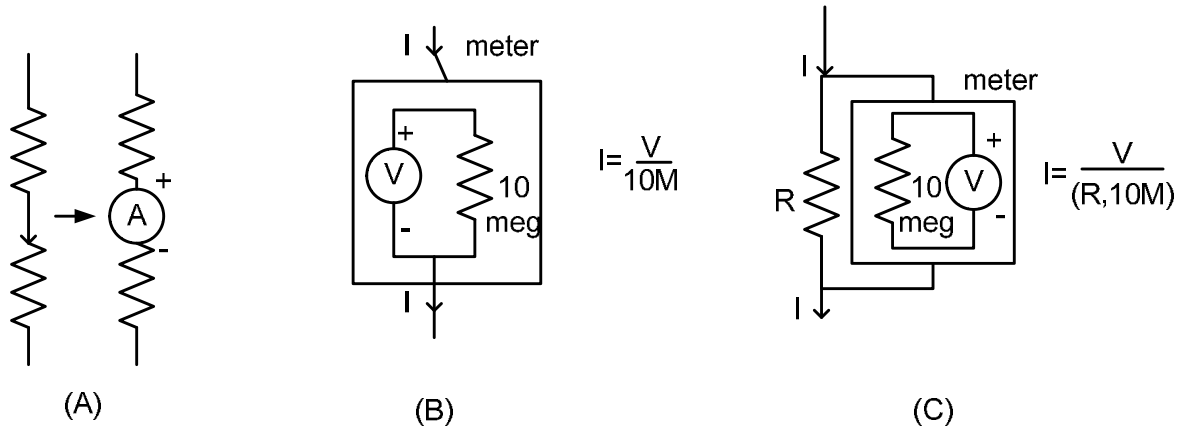 +
A
-
(A)
I
meter
+
V
-
10
meg
I
I= V
10M
(B)
I
meter
R
10
meg
+
V
-
I
I= V
(R,10M)
(C)